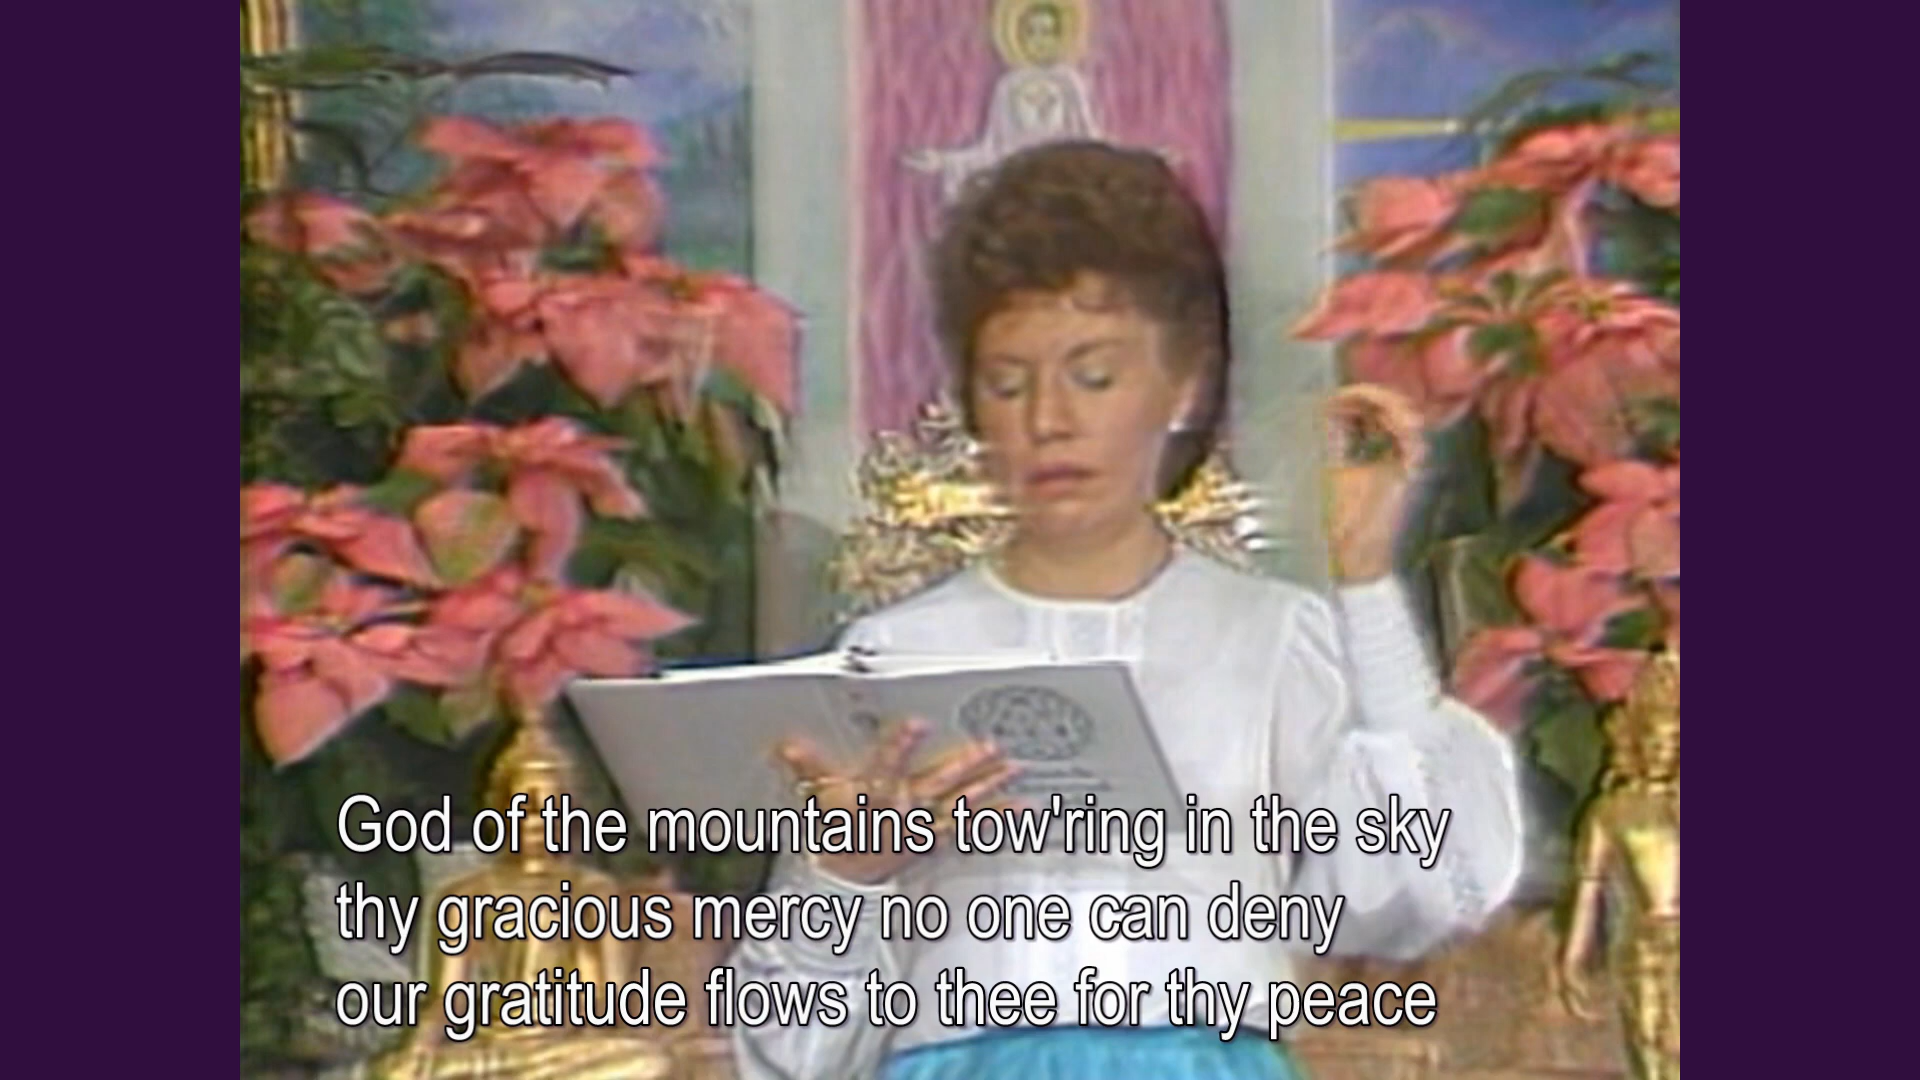 God of the mountains tow'ring in the sky
thy gracious mercy no one can deny
our gratitude flows to thee for thy peace